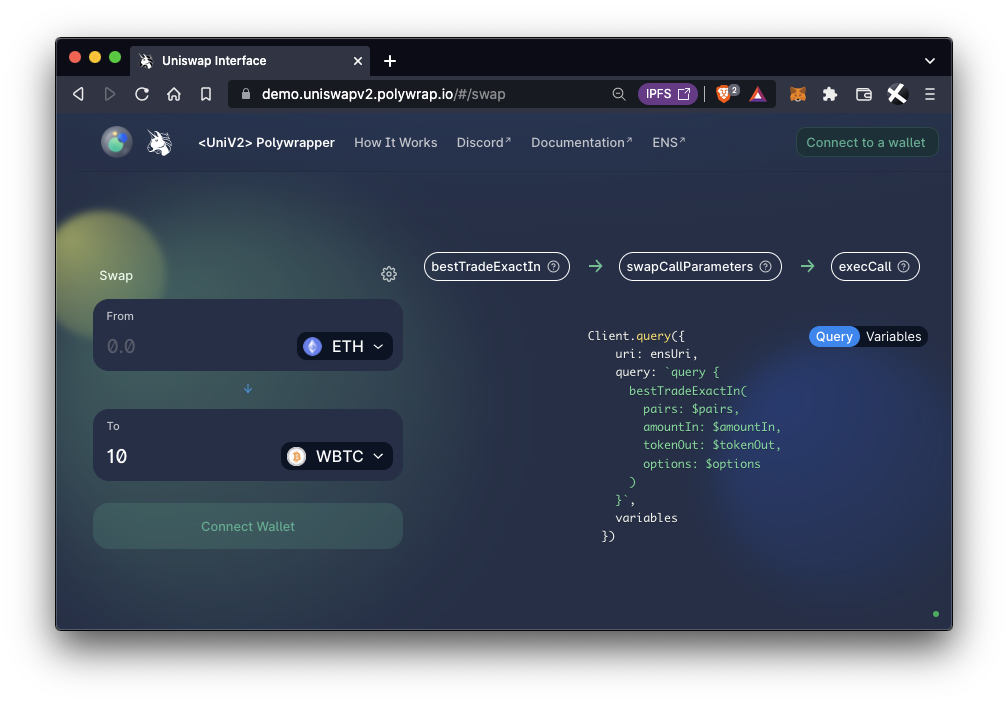 Uniswap Interface
demo.uniswapv2.polywrap.io/#/swap
IPFS
2
<UniV2> Polywrapper
How It Works
Discord↗
Documentation↗
ENS↗
Connect to a wallet
Swap
bestTradeExactIn ?
→
swapCallParameters ?
→
execCall ?
From
0.0
ETH
↓
To
10
WBTC
Connect Wallet
Query
Variables
Client.query({
uri: ensUri,
query: `query {
bestTradeExactIn(
pairs: $pairs,
amountIn: $amountIn,
tokenOut: $tokenOut,
options: $options
)
}`,
variables
})